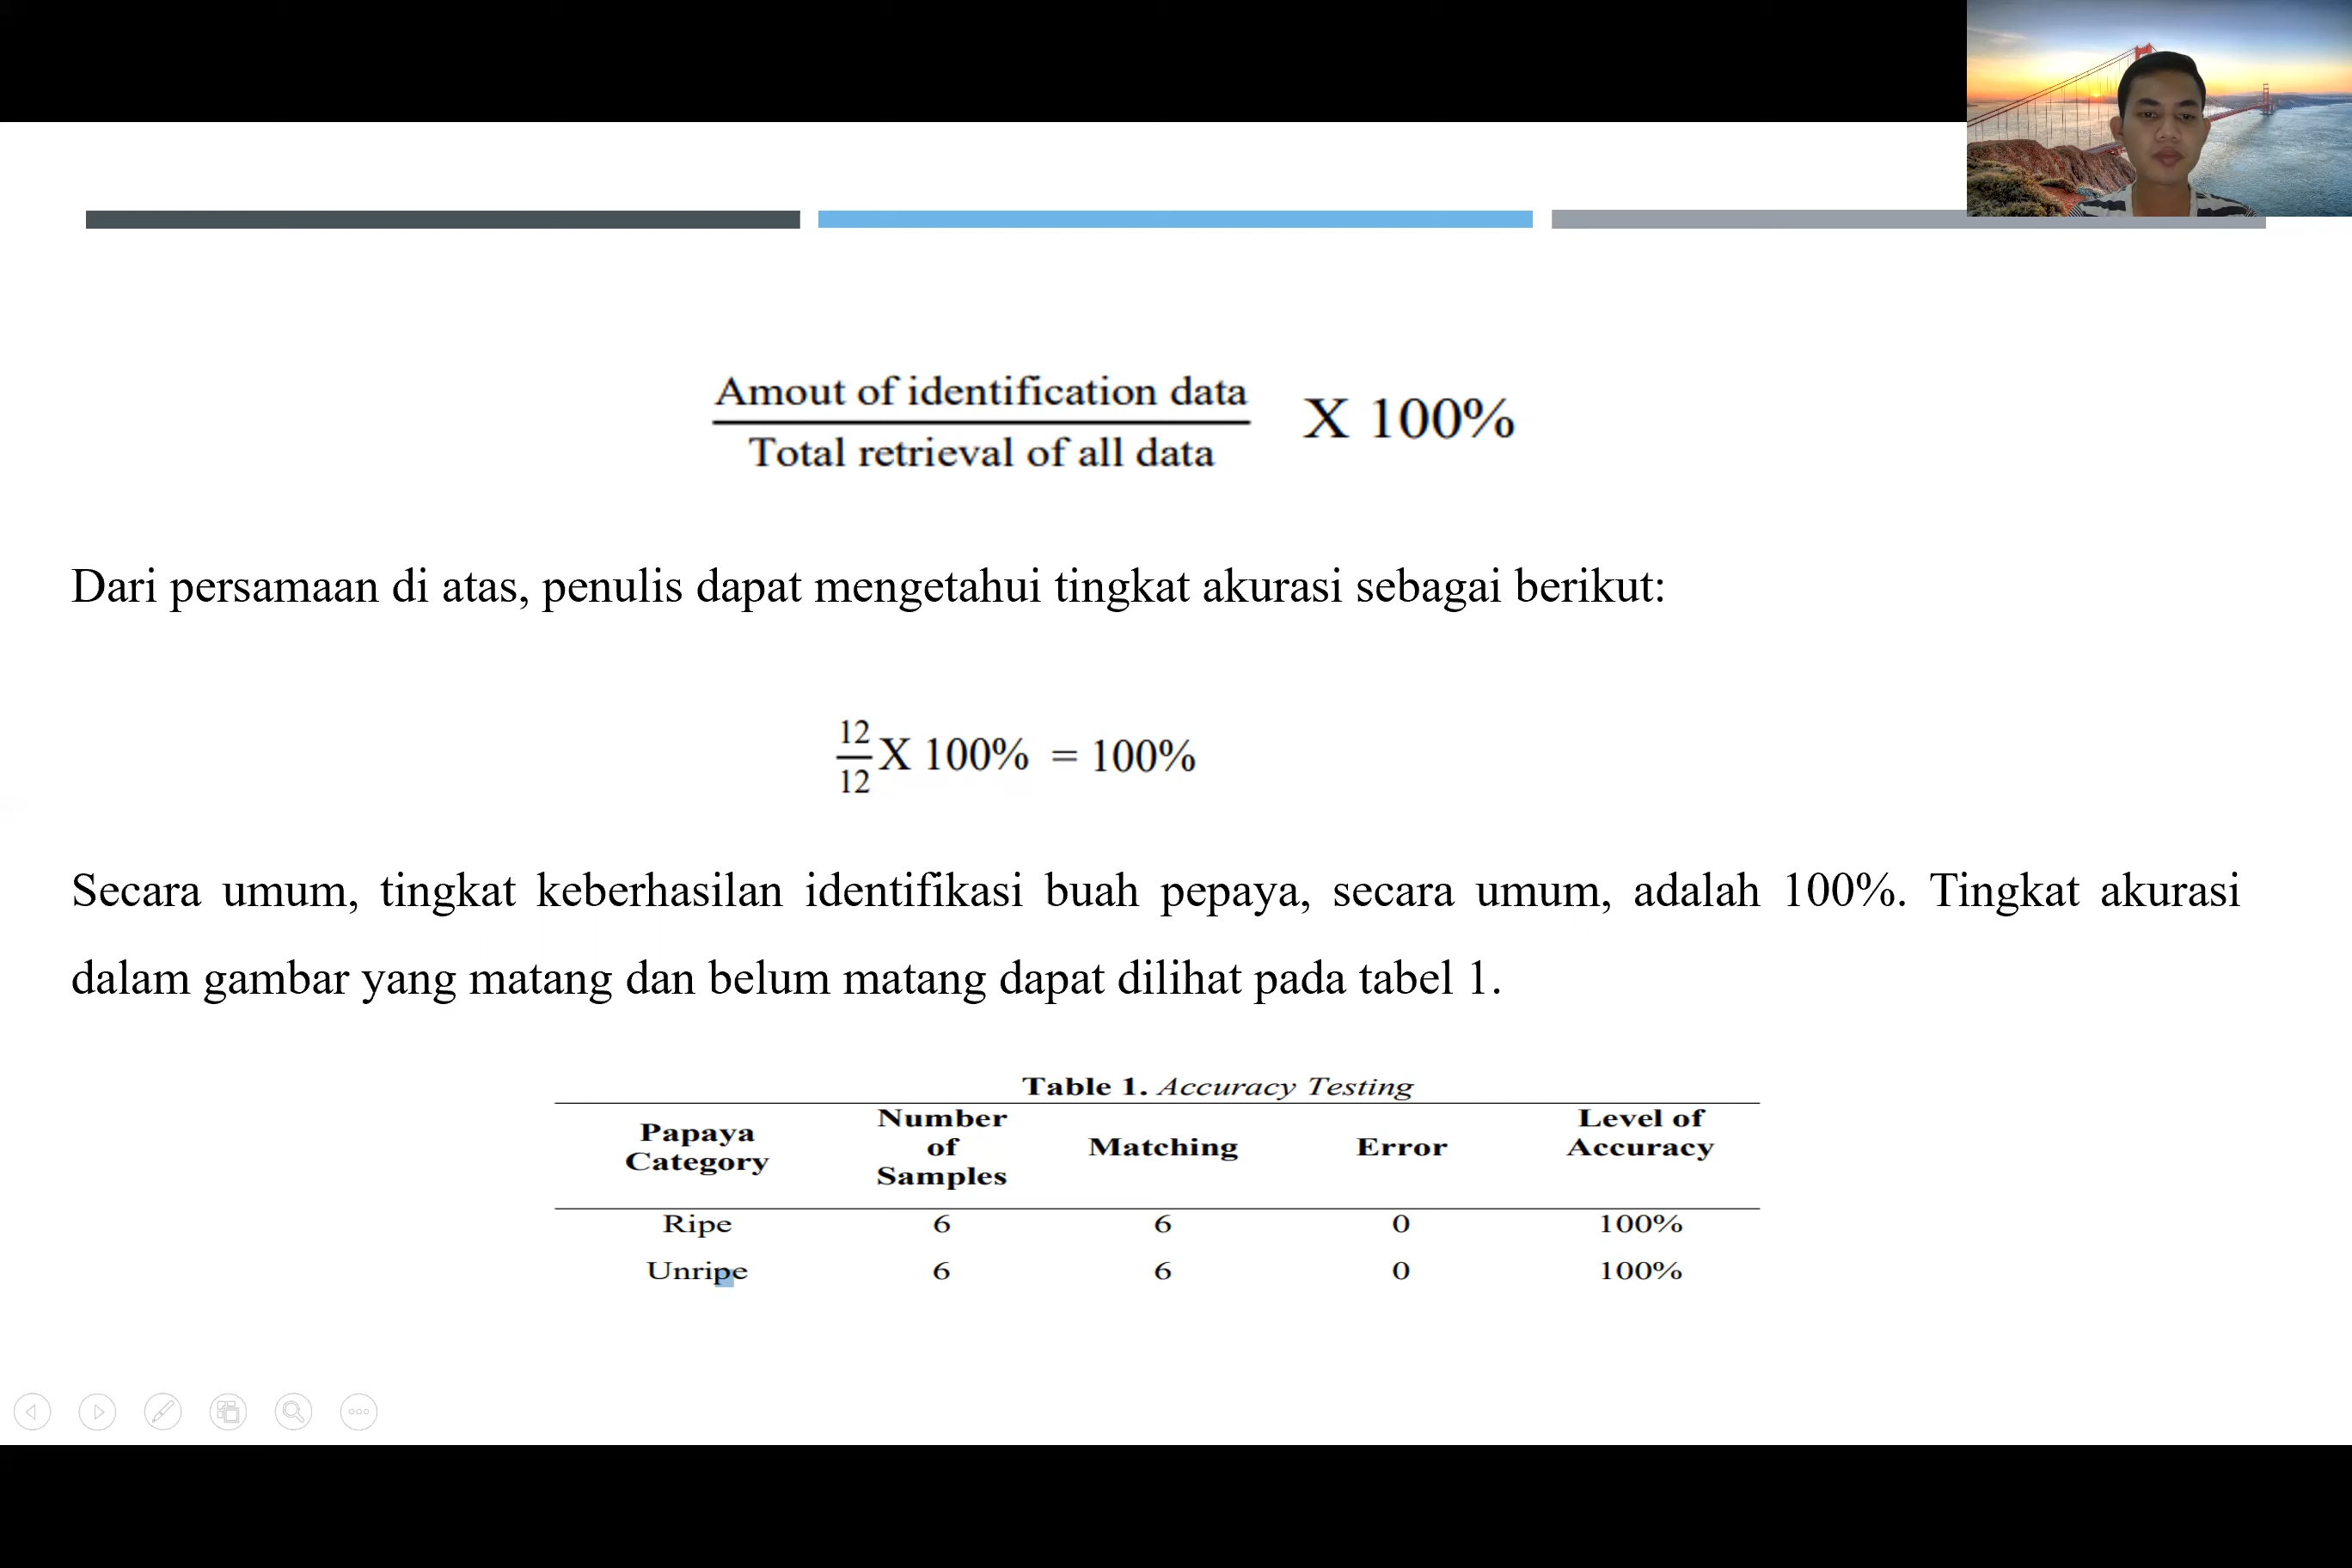 Amout of identification data
Total retrieval of all data
X 100%
Dari persamaan di atas, penulis dapat mengetahui tingkat akurasi sebagai berikut:
12
12
X 100% = 100%
Secara umum, tingkat keberhasilan identifikasi buah pepaya, secara umum, adalah 100%. Tingkat akurasi
dalam gambar yang matang dan belum matang dapat dilihat pada tabel 1.
Table 1. Accuracy Testing
Papaya Category Number of Samples Matching Error Level of Accuracy
Ripe 6 6 0 100%
Unripe 6 6 0 100%